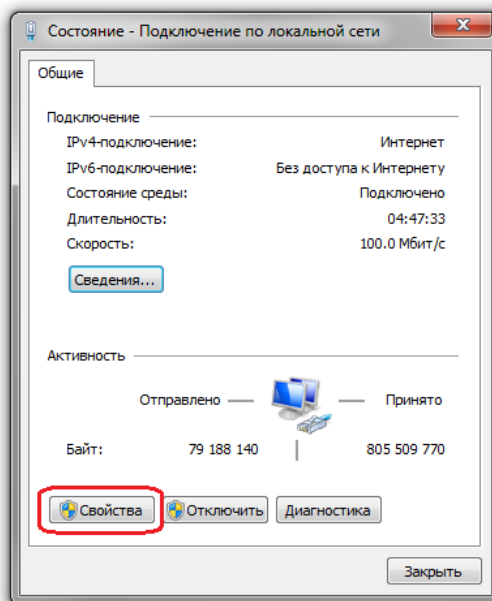 Состояние - Подключение по локальной сети
Общие
Подключение
IPv4-подключение: Интернет
IPv6-подключение: Без доступа к Интернету
Состояние среды: Подключено
Длительность: 04:47:33
Скорость: 100.0 Мбит/с
Сведения...
Активность
Отправлено Принято
Байт: 79 188 140 805 509 770
Свойства Отключить Диагностика
Закрыть